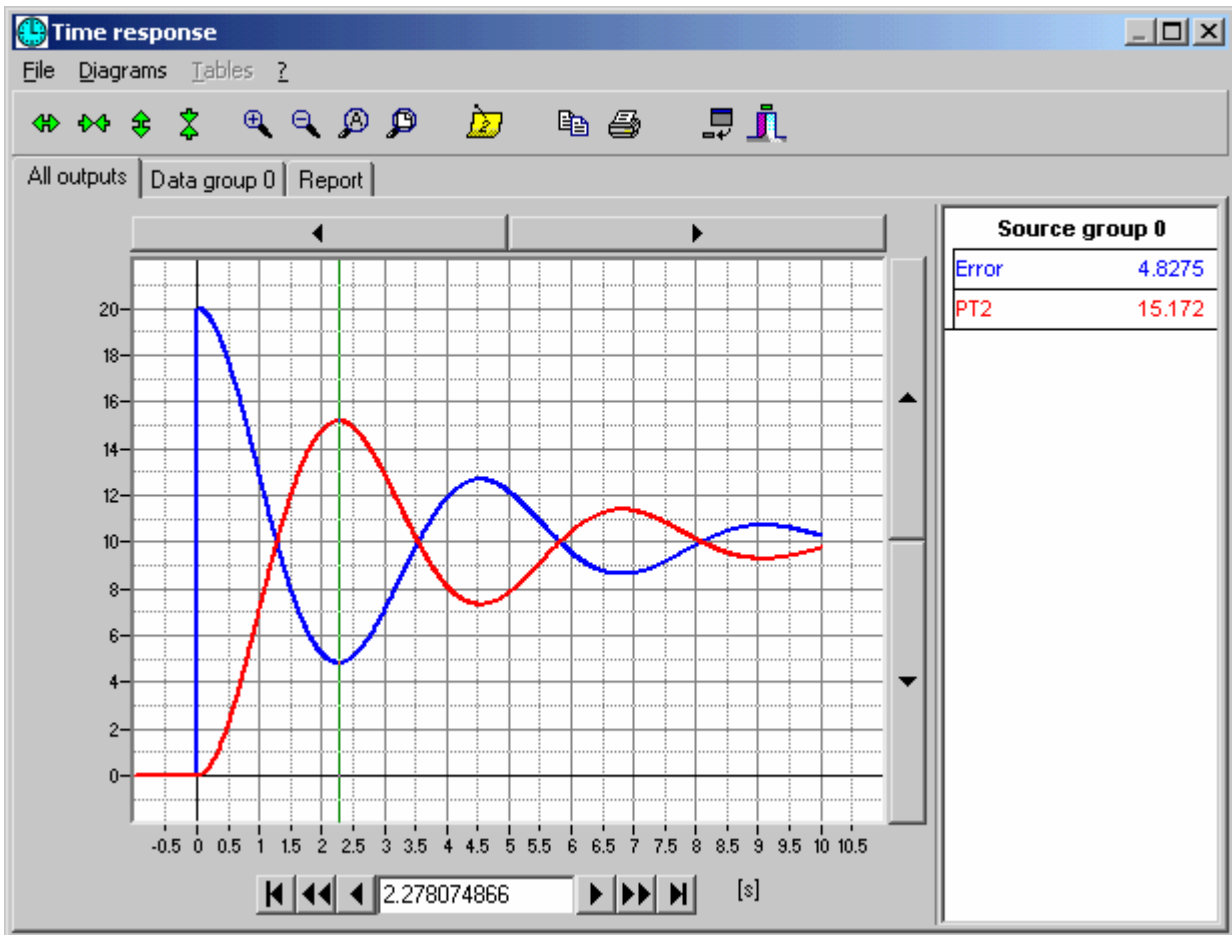 Time response
File Diagrams Tables ?
All outputs Data group 0 Report
Source group 0
Error 4.8275
PT2 15.172
20
18
16
14
12
10
8
6
4
2
0
-0.5 0 0.5 1 1.5 2 2.5 3 3.5 4 4.5 5 5.5 6 6.5 7 7.5 8 8.5 9 9.5 10 10.5
2.278074866 [s]